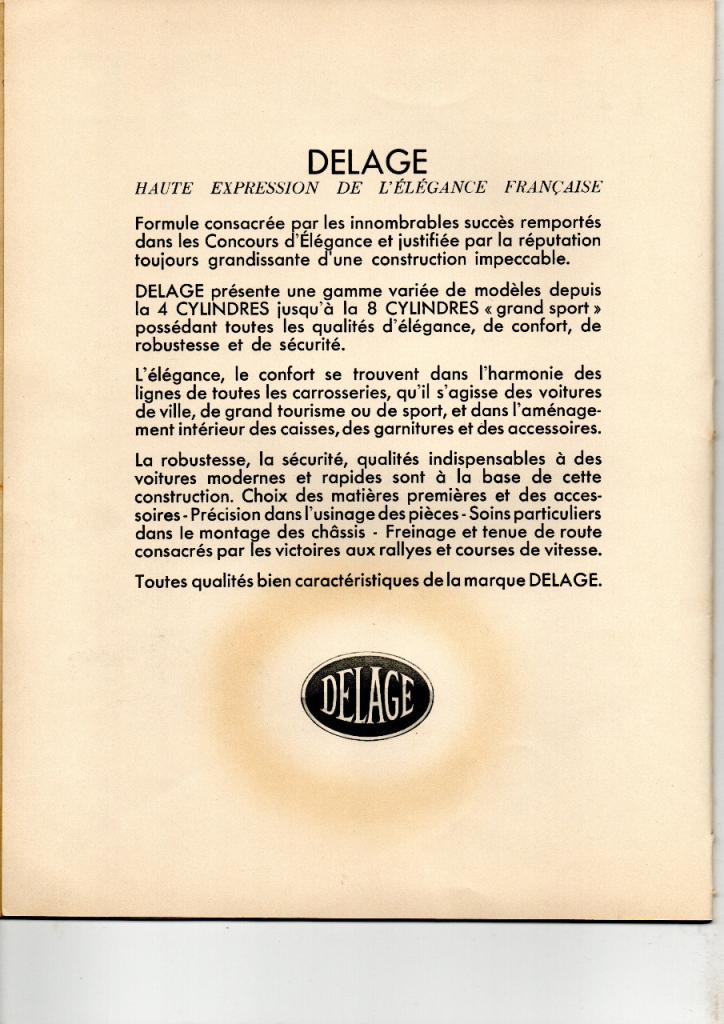 DELAGE
HAUTE EXPRESSION DE L'ÉLÉGANCE FRANÇAISE
Formule consacrée par les innombrables succès remportés
dans les Concours d'Élégance et justifiée par la réputation
toujours grandissante d'une construction impeccable.
DELAGE présente une gamme variée de modèles depuis
la 4 CYLINDRES jusqu'à la 8 CYLINDRES « grand sport »
possédant toutes les qualités d'élégance, de confort, de
robustesse et de sécurité.
L'élégance, le confort se trouvent dans l'harmonie des
lignes de toutes les carrosseries, qu'il s'agisse des voitures
de ville, de grand tourisme ou de sport, et dans l'aménage-
ment intérieur des caisses, des garnitures et des accessoires.
La robustesse, la sécurité, qualités indispensables à des
voitures modernes et rapides sont à la base de cette
construction. Choix des matières premières et des acces-
soires - Précision dans l'usinage des pièces - Soins particuliers
dans le montage des châssis - Freinage et tenue de route
consacrés par les victoires aux rallyes et courses de vitesse.
Toutes qualités bien caractéristiques de la marque DELAGE.
DELAGE